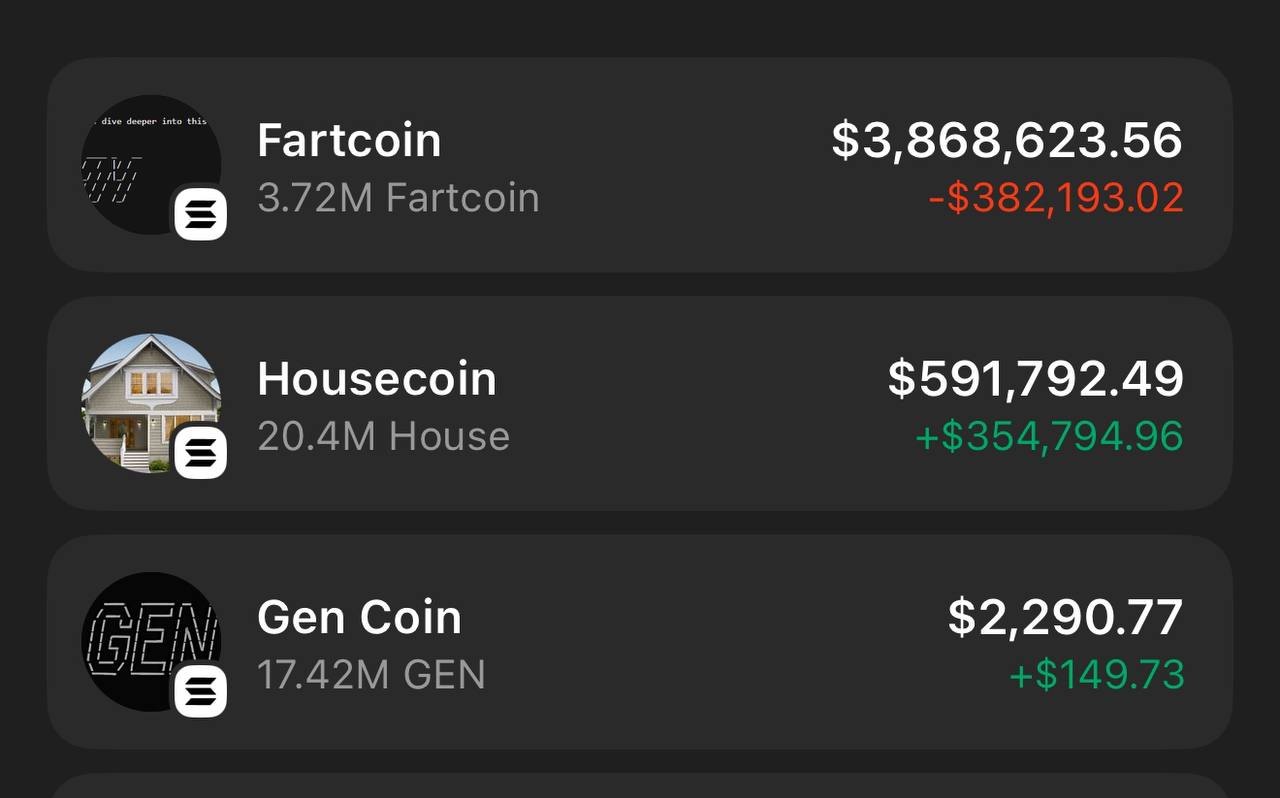 . dive deeper into this
Fartcoin
$3,868,623.56
3.72M Fartcoin
-$382,193.02
Housecoin
$591,792.49
20.4M House
+$354,794.96
GEN
Gen Coin
$2,290.77
17.42M GEN
+$149.73